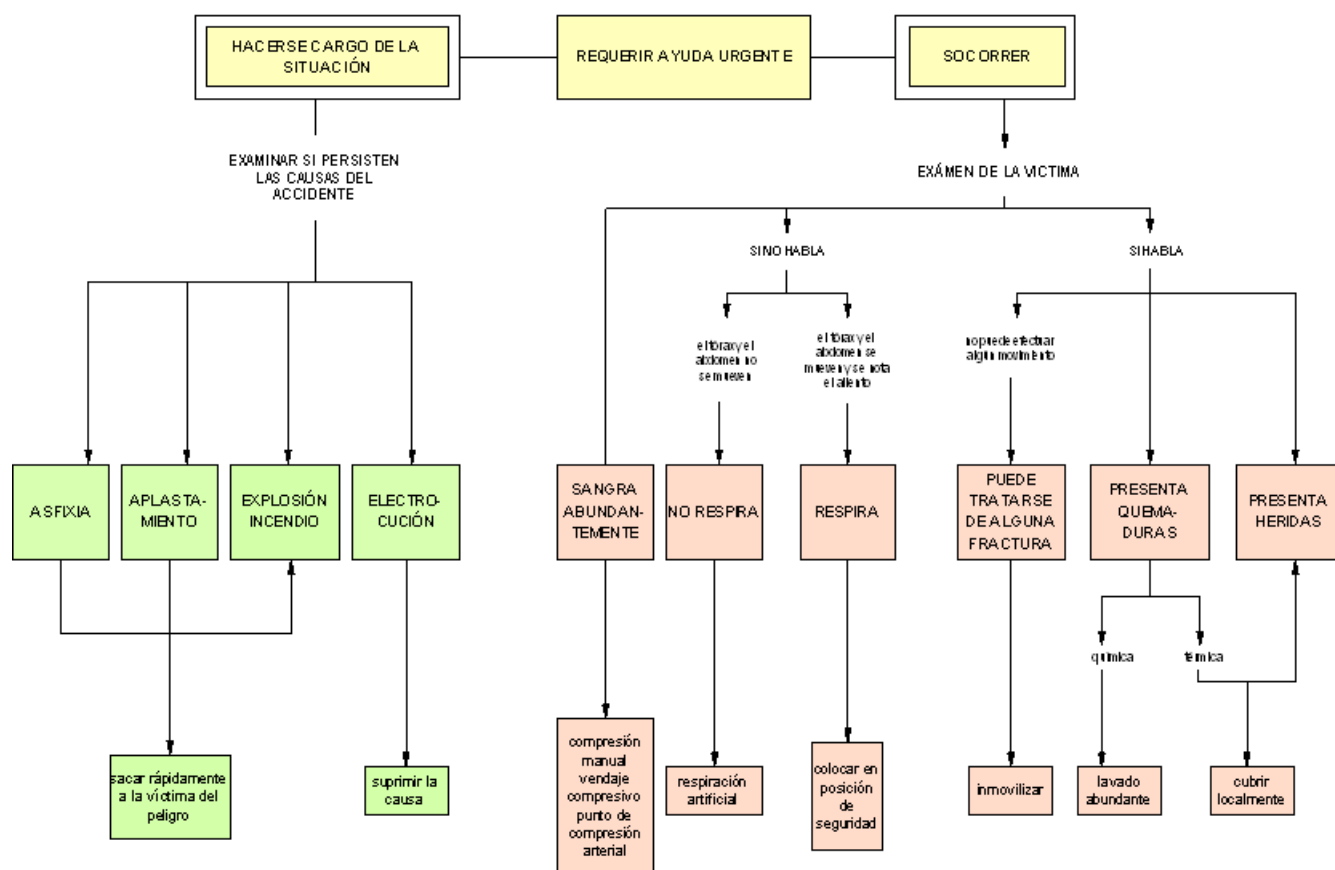 HACERSE CARGO DE LA
SITUACIÓN
REQUERIR AYUDA URGENTE
SOCORRER
EXAMINAR SI PERSISTEN
LAS CAUSAS DEL
ACCIDENTE
EXÁMEN DE LA VICTIMA
SI NO HABLA
SI HABLA
el tórax y el
abdomen no
se mueven
el tórax y el
abdomen se
mueven y se nota
el aliento
no puede efectuar
algún movimiento
ASFIXIA
APLASTA-
MIENTO
EXPLOSIÓN
INCENDIO
ELECTRO-
CUCIÓN
SANGRA
ABUNDAN-
TEMENTE
NO RESPIRA
RESPIRA
PUEDE
TRATARSE
DE ALGUNA
FRACTURA
PRESENTA
QUEMA-
DURAS
PRESENTA
HERIDAS
química
térmica
sacar rápidamente
a la víctima del
peligro
suprimir la
causa
compresión
manual
vendaje
compresivo
punto de
compresión
arterial
respiración
artificial
colocar en
posición
de
seguridad
inmovilizar
lavado
abundante
cubrir
localmente